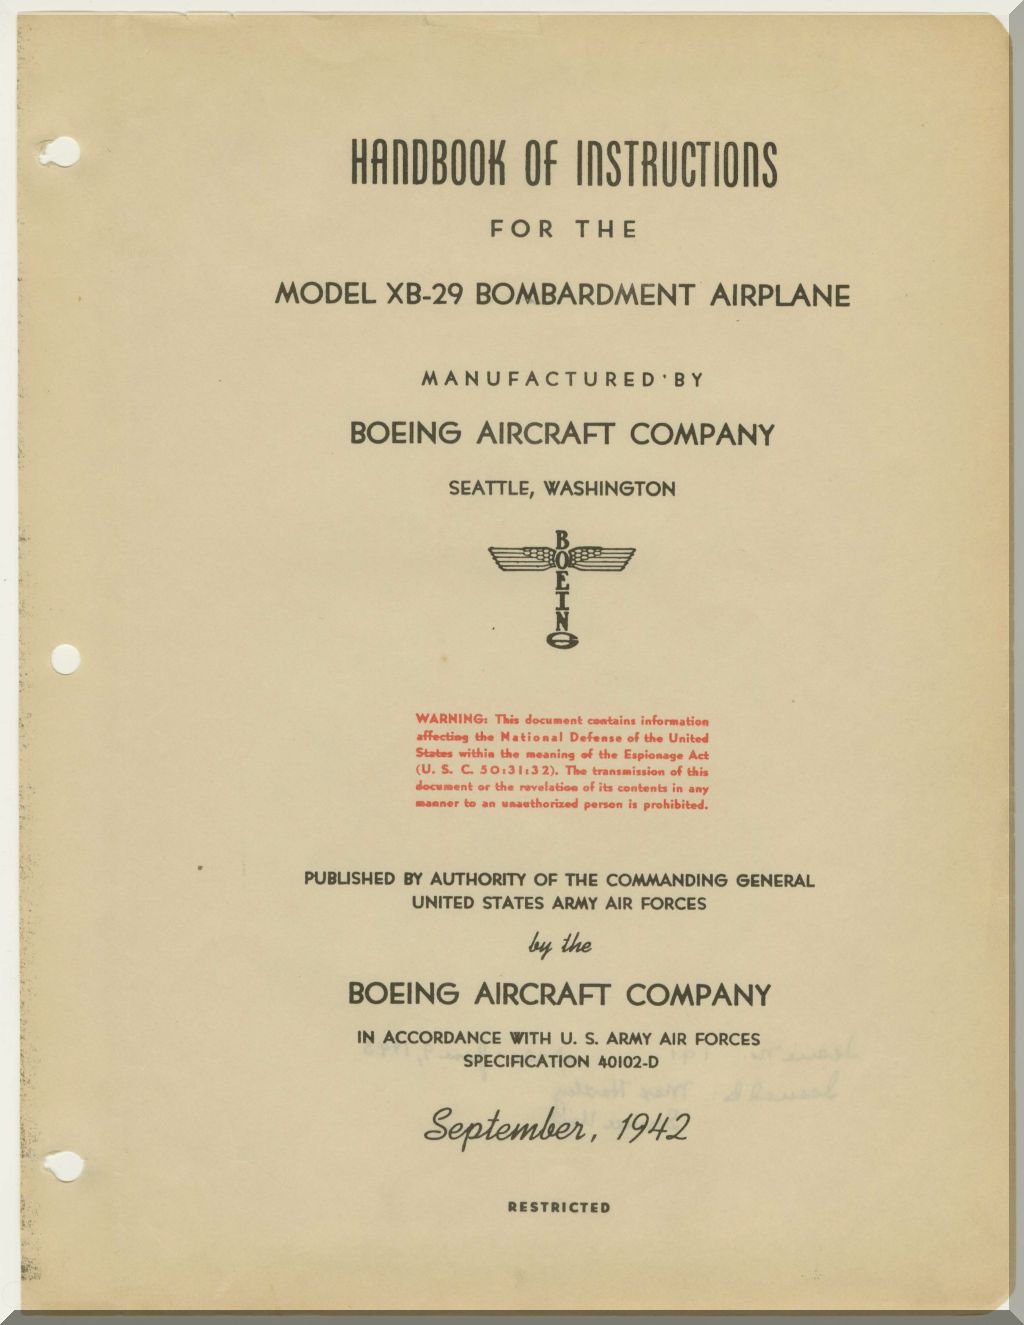 HANDBOOK OF INSTRUCTIONS
FOR THE
MODEL XB-29 BOMBARDMENT AIRPLANE
MANUFACTURED BY
BOEING AIRCRAFT COMPANY
SEATTLE, WASHINGTON
BOEING
WARNING: This document contains information
affecting the National Defense of the United
States within the meaning of the Espionage Act
(U. S. C. 50:31:32). The transmission of this
document or the revelation of its contents in any
manner to an unauthorized person is prohibited.
PUBLISHED BY AUTHORITY OF THE COMMANDING GENERAL
UNITED STATES ARMY AIR FORCES
by the
BOEING AIRCRAFT COMPANY
IN ACCORDANCE WITH U. S. ARMY AIR FORCES
SPECIFICATION 40102-D
September, 1942
RESTRICTED